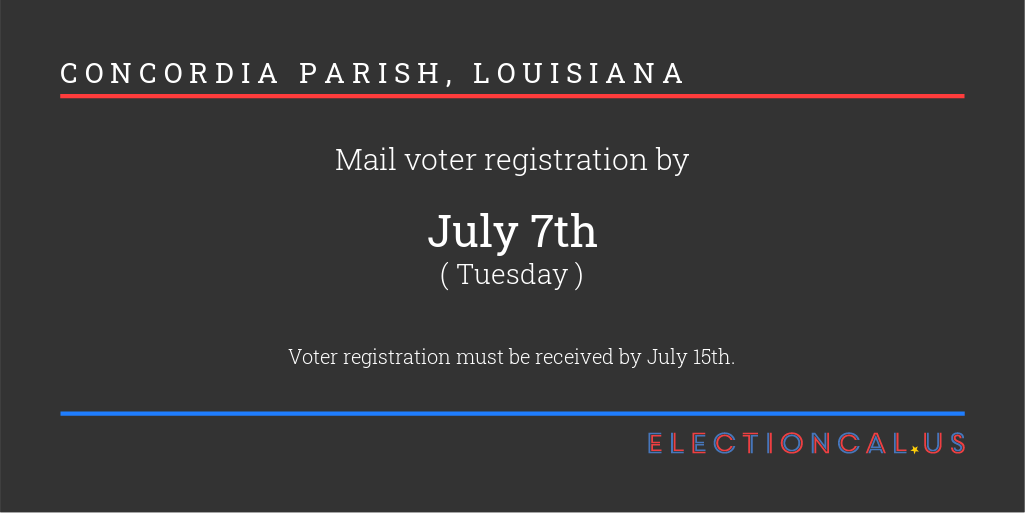 CONCORDIA PARISH, LOUISIANA
Mail voter registration by
July 7th
( Tuesday )
Voter registration must be received by July 15th.
ELECTIONCAL.US